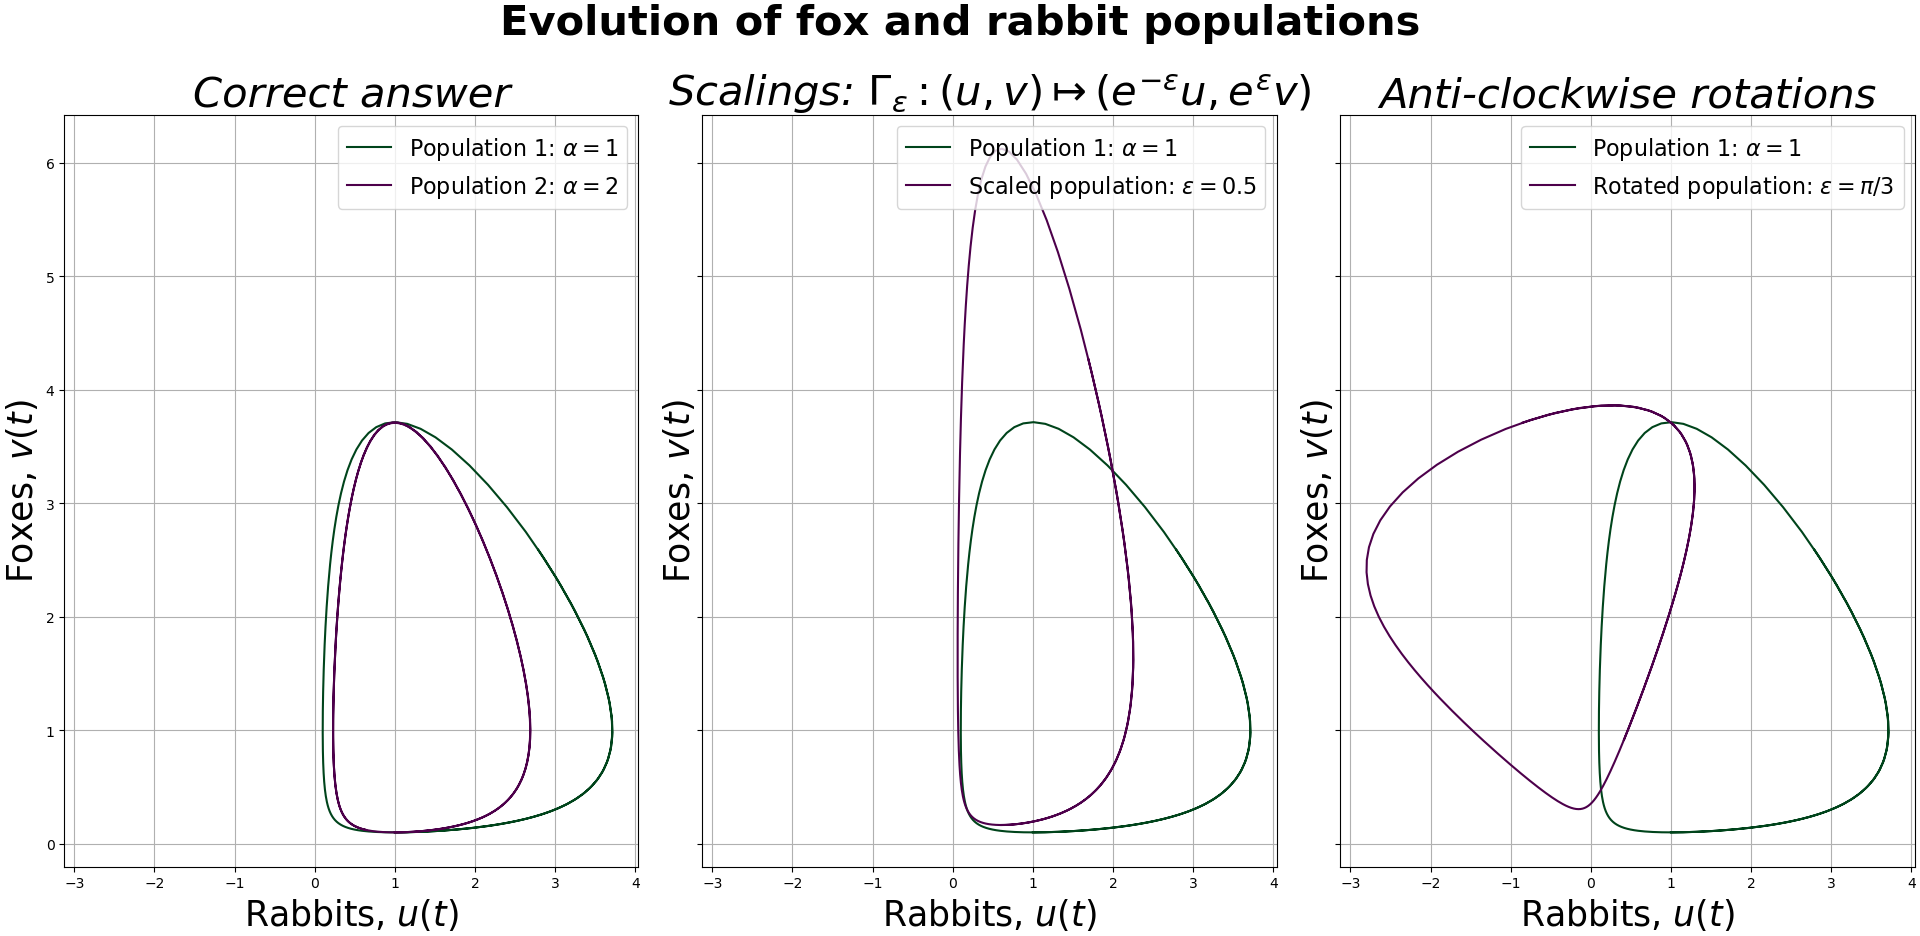 Evolution of fox and rabbit populations
Correct answer
Population 1: α = 1
Population 2: α = 2
6
5
4
3
2
1
0
−3 −2 −1 0 1 2 3 4
Foxes, v(t)
Rabbits, u(t)
Scalings: Γ_ε : (u, v) ↦ (e^{−ε}u, e^{ε}v)
Population 1: α = 1
Scaled population: ε = 0.5
−3 −2 −1 0 1 2 3 4
Foxes, v(t)
Rabbits, u(t)
Anti-clockwise rotations
Population 1: α = 1
Rotated population: ε = π/3
−3 −2 −1 0 1 2 3 4
Foxes, v(t)
Rabbits, u(t)